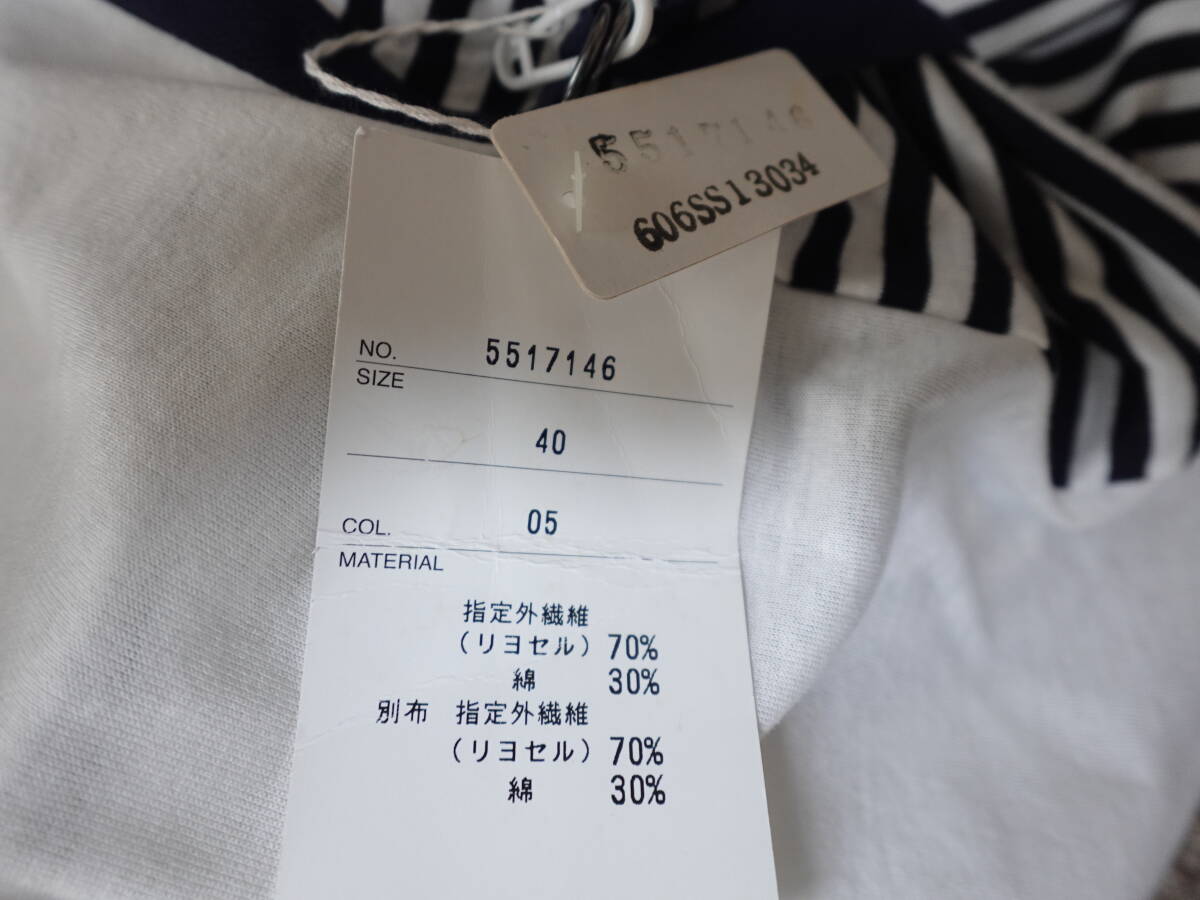 5517146
606SS13034
NO. 5517146
SIZE
40
COL. 05
MATERIAL
指定外繊維
(リヨセル) 70%
綿 30%
別布 指定外繊維
(リヨセル) 70%
綿 30%